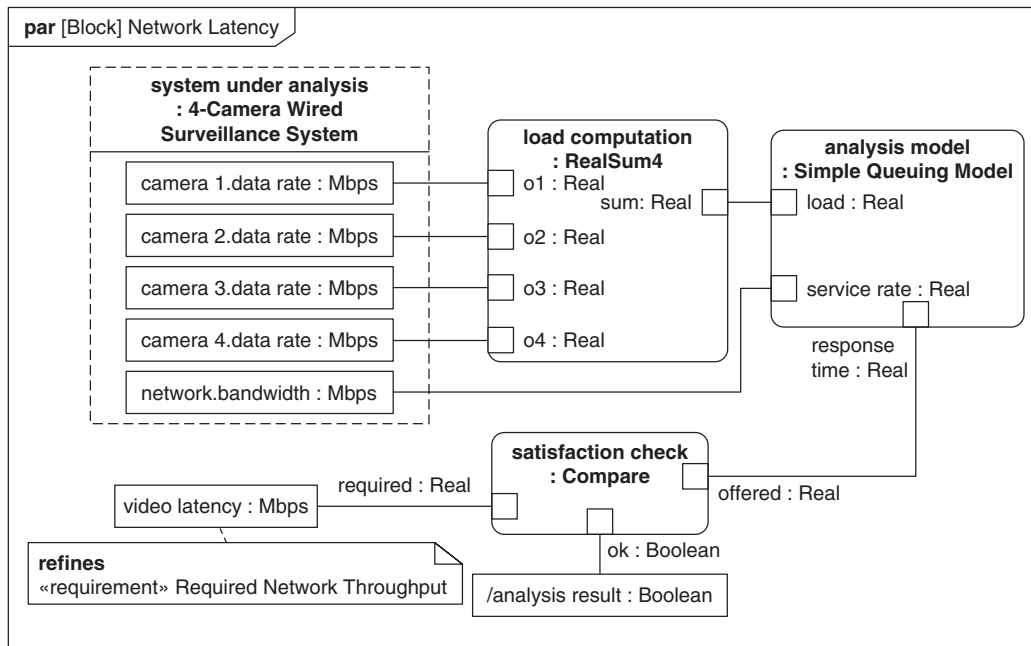 par [Block] Network Latency
system under analysis
: 4-Camera Wired
Surveillance System
camera 1.data rate : Mbps
camera 2.data rate : Mbps
camera 3.data rate : Mbps
camera 4.data rate : Mbps
network.bandwidth : Mbps
load computation
: RealSum4
o1 : Real
sum: Real
o2 : Real
o3 : Real
o4 : Real
analysis model
: Simple Queuing Model
load : Real
service rate : Real
response
time : Real
satisfaction check
: Compare
required : Real
offered : Real
video latency : Mbps
ok : Boolean
refines
«requirement» Required Network Throughput
/analysis result : Boolean